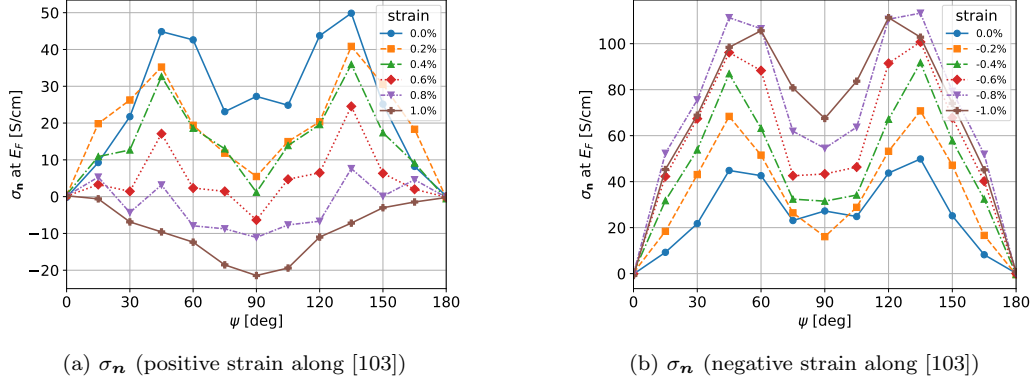 strain
0.0%
0.2%
0.4%
0.6%
0.8%
1.0%
50
40
30
20
10
0
−10
−20
σn at EF [S/cm]
0 30 60 90 120 150 180
ψ [deg]
(a) σn (positive strain along [103])
strain
0.0%
-0.2%
-0.4%
-0.6%
-0.8%
-1.0%
100
80
60
40
20
0
σn at EF [S/cm]
0 30 60 90 120 150 180
ψ [deg]
(b) σn (negative strain along [103])